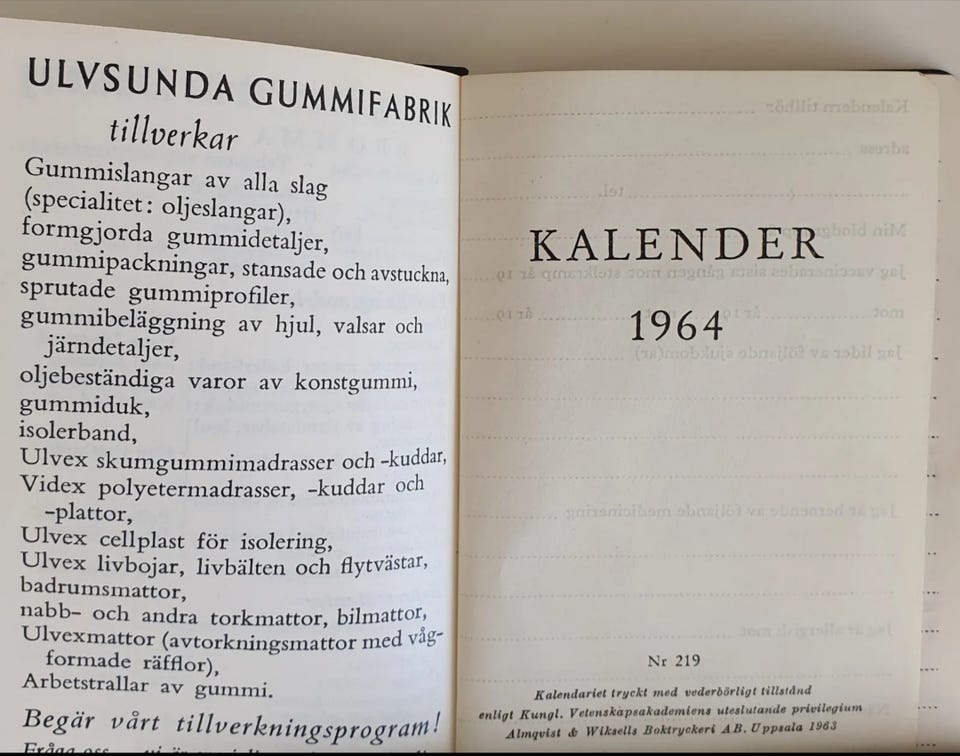 ULVSUNDA GUMMIFABRIK
tillverkar
Gummislangar av alla slag
(specialitet: oljeslangar),
formgjorda gummidetaljer,
gummipackningar, stansade och avstuckna,
sprutade gummiprofiler,
gummibeläggning av hjul, valsar och
järndetaljer,
oljebeständiga varor av konstgummi,
gummiduk,
isolerband,
Ulvex skumgummimadrasser och -kuddar,
Videx polyetermadrasser, -kuddar och
-plattor,
Ulvex cellplast för isolering,
Ulvex livbojar, livbälten och flytvästar,
badrumsmattor,
nabb- och andra torkmattor, bilmattor,
Ulvexmattor (avtorkningsmattor med våg-
formade räfflor),
Arbetstrallar av gummi.
Begär vårt tillverkningsprogram!
Fråga oss
KALENDER
1964
Nr 219
Kalendariet tryckt med vederbörligt tillstånd
enligt Kungl. Vetenskapsakademiens uteslutande privilegium
Almqvist & Wiksells Boktryckeri AB, Uppsala 1963